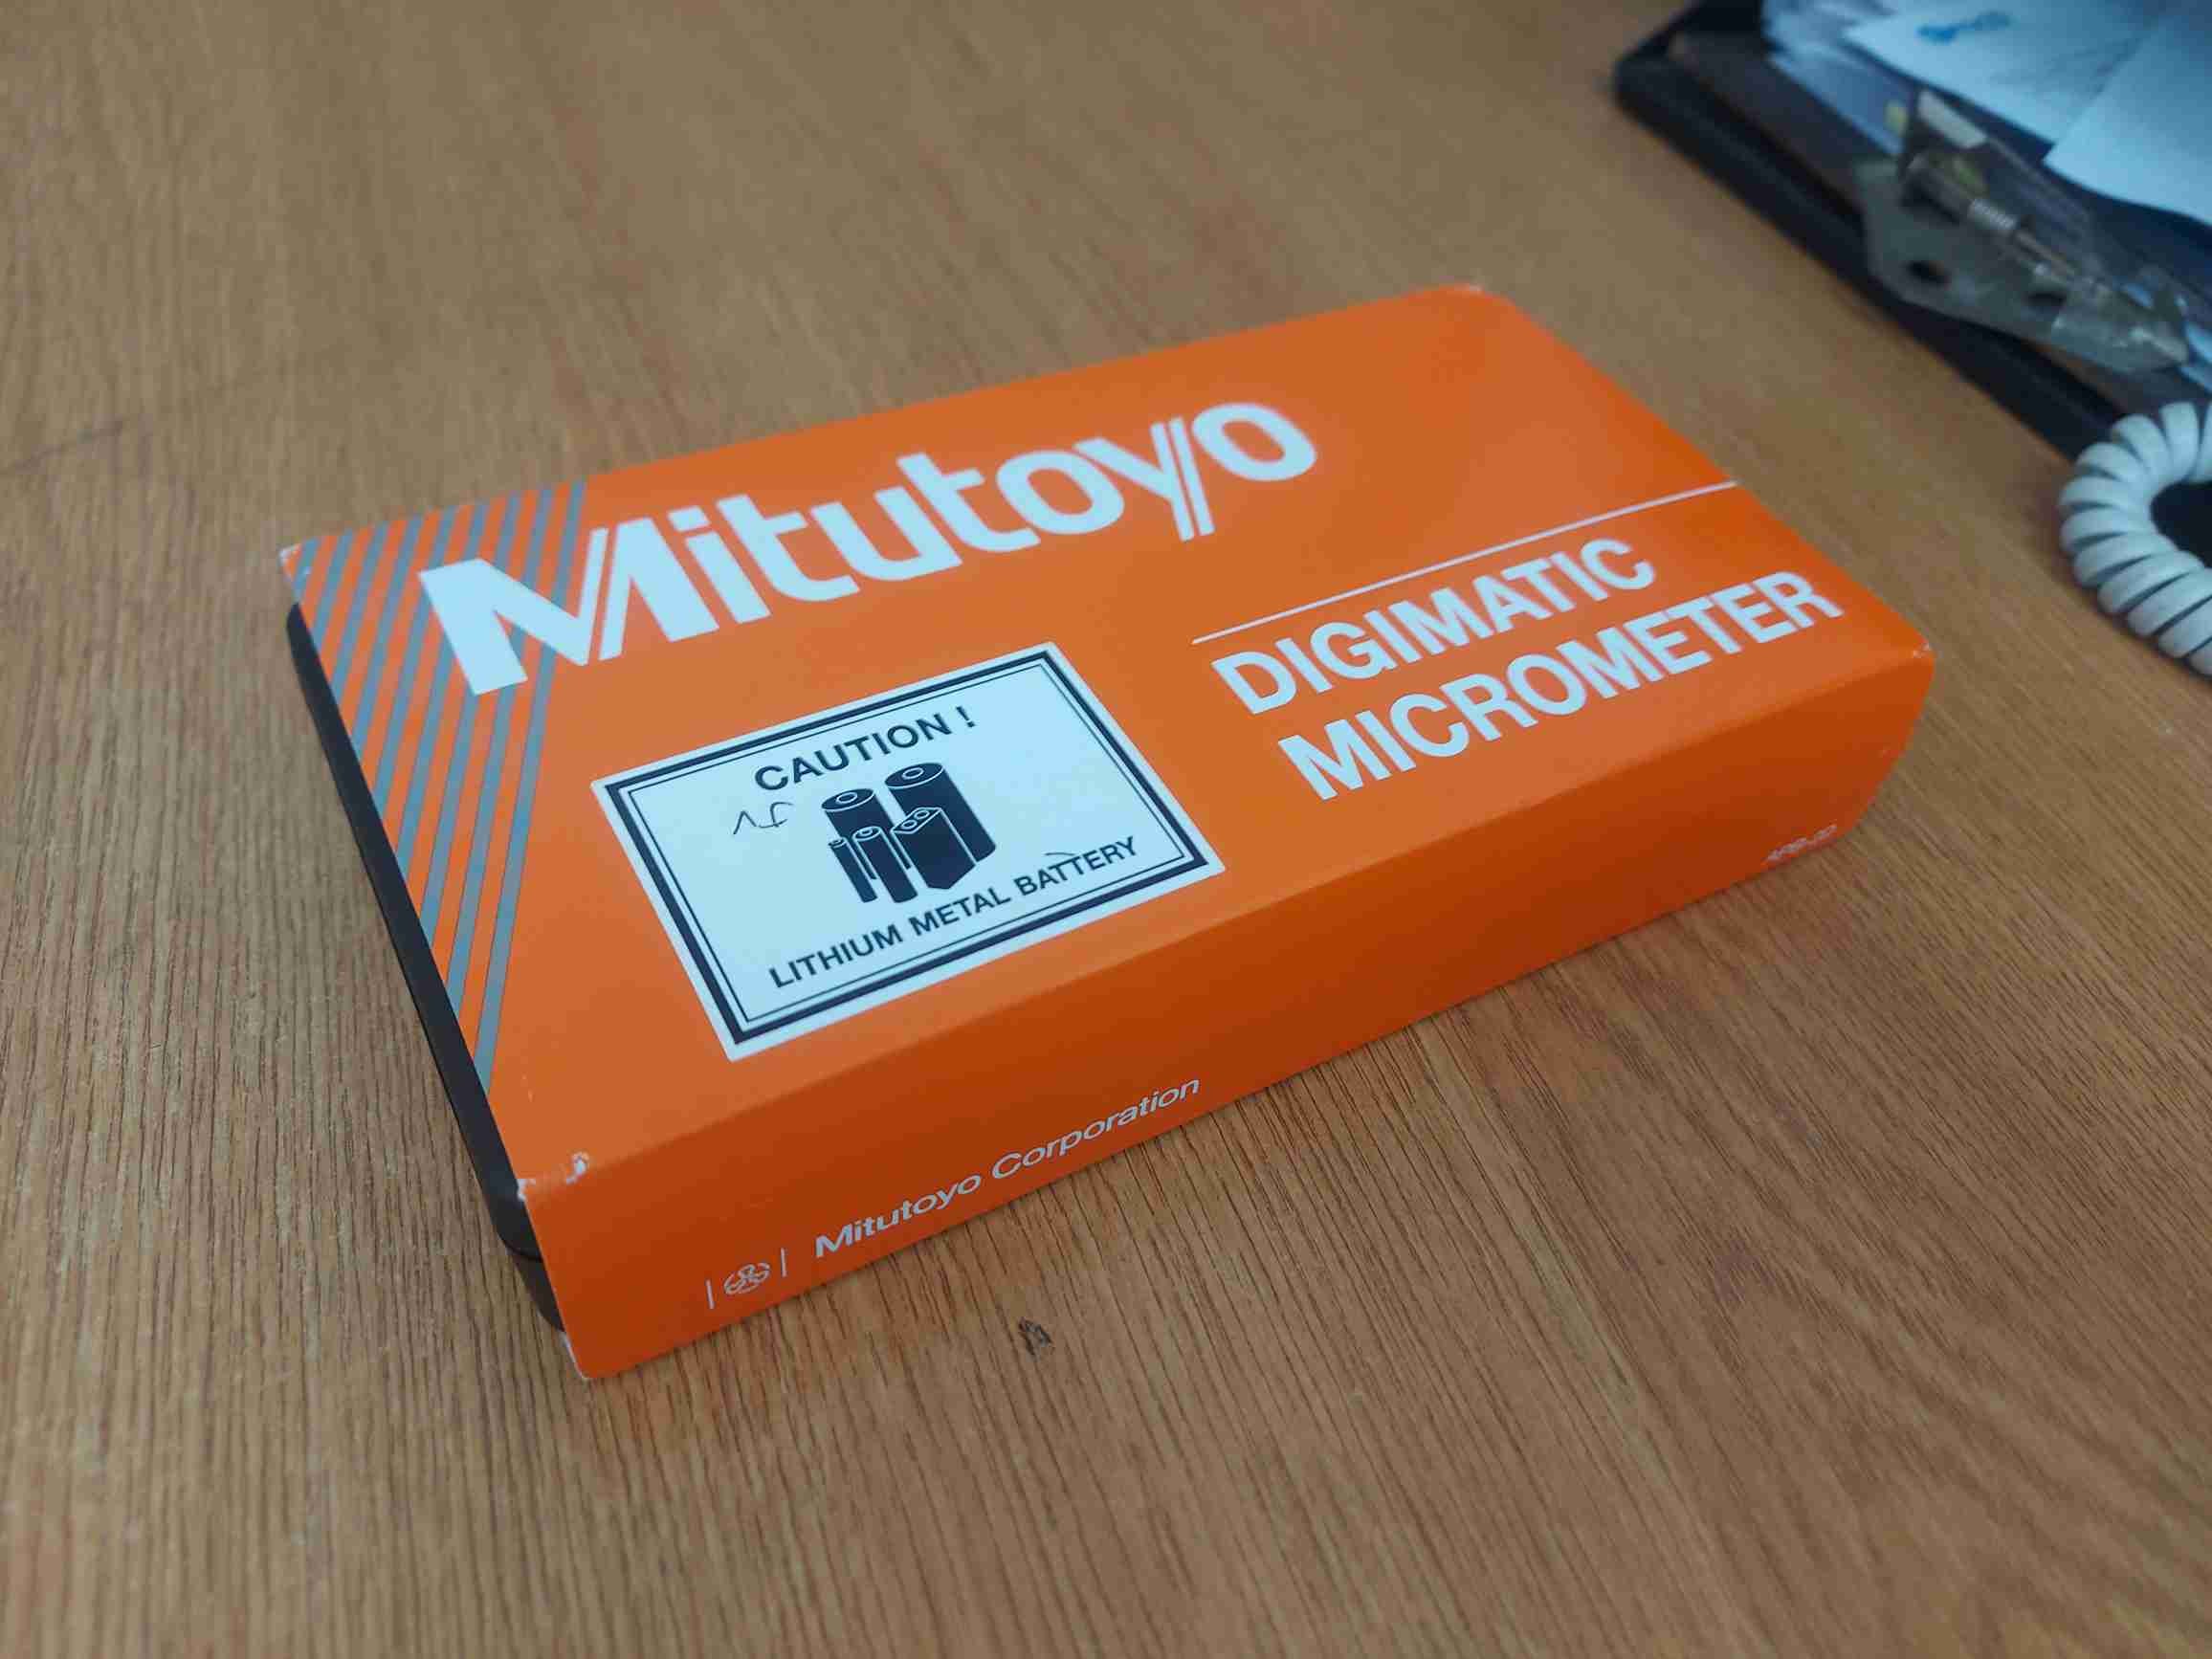 Mitutoyo
DIGIMATIC
MICROMETER
CAUTION !
LITHIUM METAL BATTERY
Mitutoyo Corporation